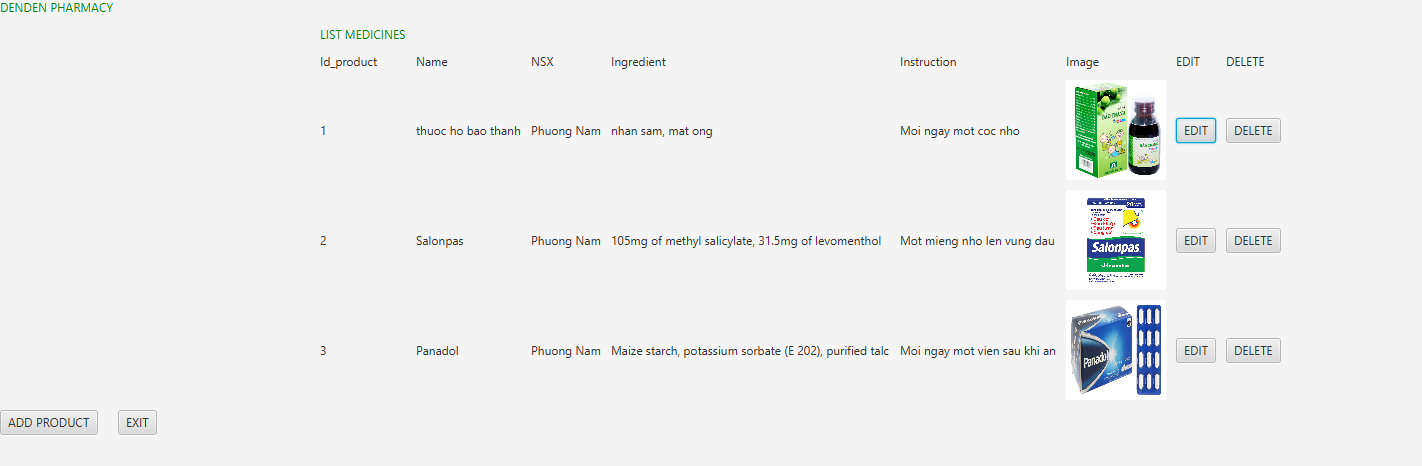 DENDEN PHARMACY
LIST MEDICINES
Id_product Name NSX Ingredient Instruction Image EDIT DELETE
1 thuoc ho bao thanh Phuong Nam nhan sam, mat ong Moi ngay mot coc nho EDIT DELETE
BẢO THANH
2 Salonpas Phuong Nam 105mg of methyl salicylate, 31.5mg of levomenthol Mot mieng nho len vung dau EDIT DELETE
20
Salonpas
3 Panadol Phuong Nam Maize starch, potassium sorbate (E 202), purified talc Moi ngay mot vien sau khi an EDIT DELETE
Panadol
ADD PRODUCT EXIT